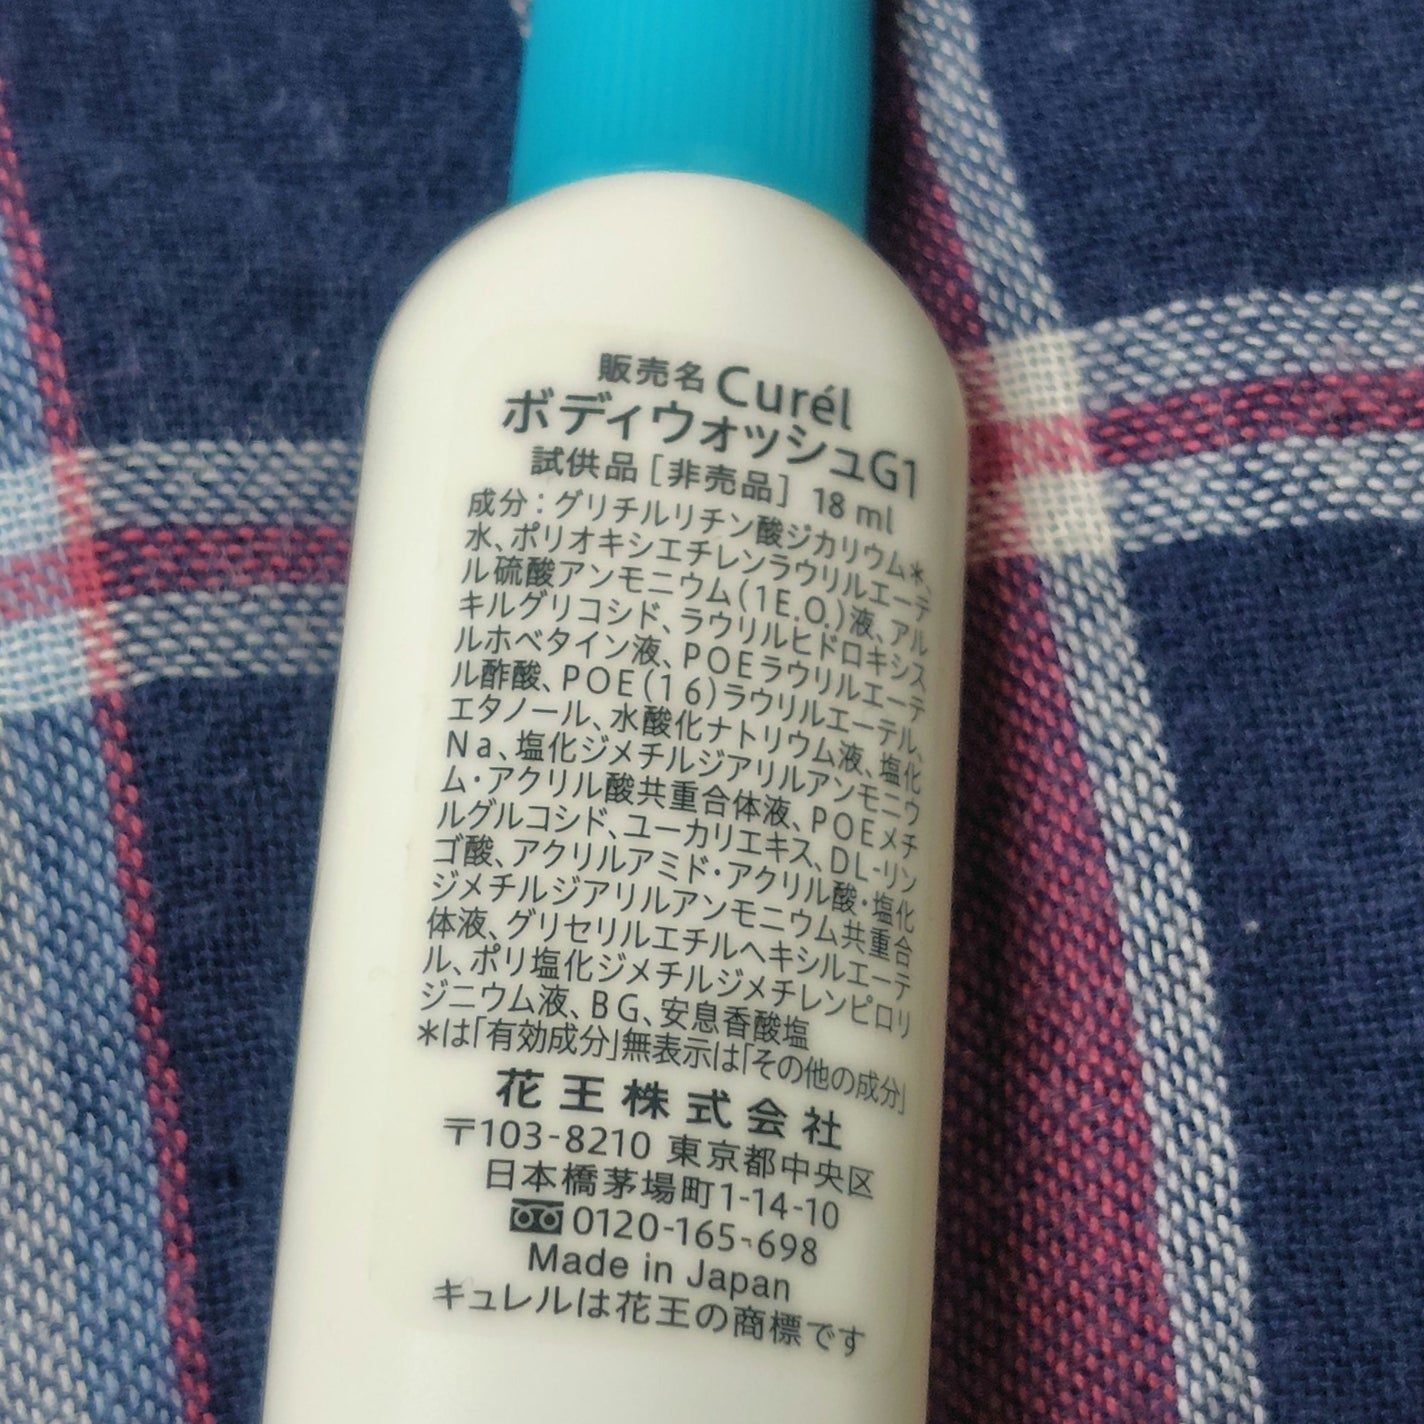 販売名 Curél
ボディウォッシュG1
試供品[非売品] 18 ml
成分：グリチルリチン酸ジカリウム＊、
水、ポリオキシエチレンラウリルエーテ
ル硫酸アンモニウム(1E.O.)液、アル
キルグリコシド、ラウリルヒドロキシス
ルホベタイン液、POEラウリルエーテ
ル酢酸、POE(16)ラウリルエーテル、
エタノール、水酸化ナトリウム液、塩化
Na、塩化ジメチルジアリルアンモニウ
ム・アクリル酸共重合体液、POEメチ
ルグルコシド、ユーカリエキス、DL-リン
ゴ酸、アクリルアミド・アクリル酸・塩化
ジメチルジアリルアンモニウム共重合
体液、グリセリルエチルヘキシルエーテ
ル、ポリ塩化ジメチルジメチレンピロリ
ジニウム液、BG、安息香酸塩
＊は「有効成分」無表示は「その他の成分」
花王株式会社
〒103-8210 東京都中央区
日本橋茅場町1-14-10
0120-165-698
Made in Japan
キュレルは花王の商標です